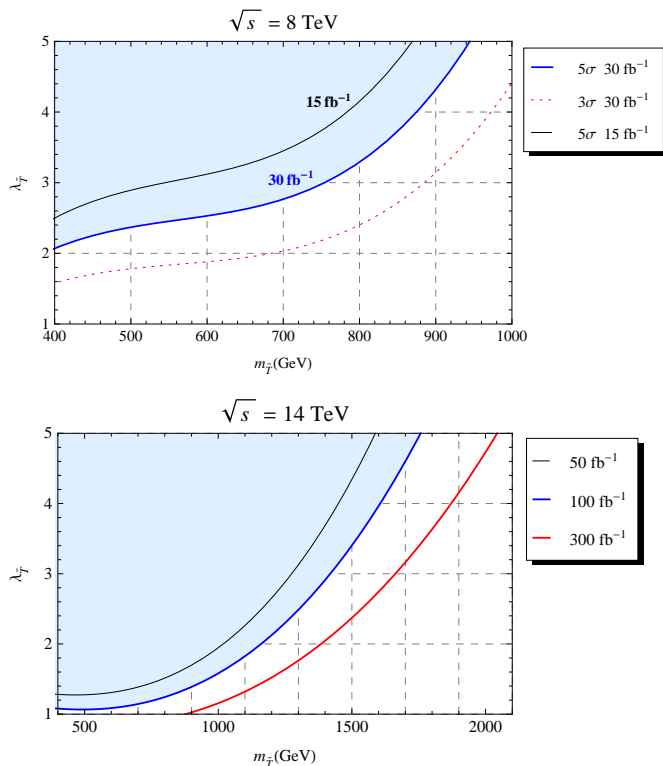 √s = 8 TeV
5
4
3
2
1
λ_T̃
15 fb⁻¹
30 fb⁻¹
400 500 600 700 800 900 1000
m_T̃(GeV)
5σ 30 fb⁻¹
3σ 30 fb⁻¹
5σ 15 fb⁻¹
√s = 14 TeV
5
4
3
2
1
λ_T̃
500 1000 1500 2000
m_T̃(GeV)
50 fb⁻¹
100 fb⁻¹
300 fb⁻¹